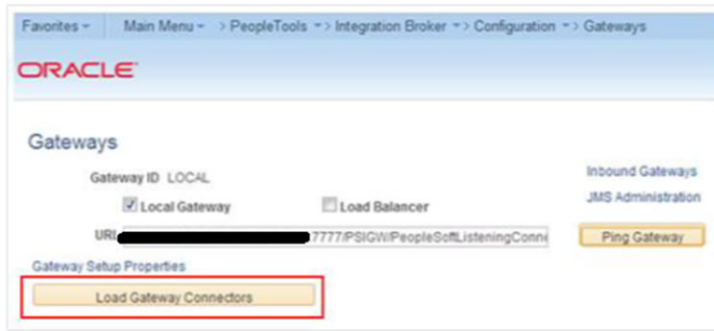 Favorites Main Menu > PeopleTools > Integration Broker > Configuration > Gateways
ORACLE
Gateways
Gateway ID LOCAL
Inbound Gateways
Local Gateway Load Balancer
JMS Administration
URL 7777/PSIGW/PeopleSoftListeningConne
Ping Gateway
Gateway Setup Properties
Load Gateway Connectors